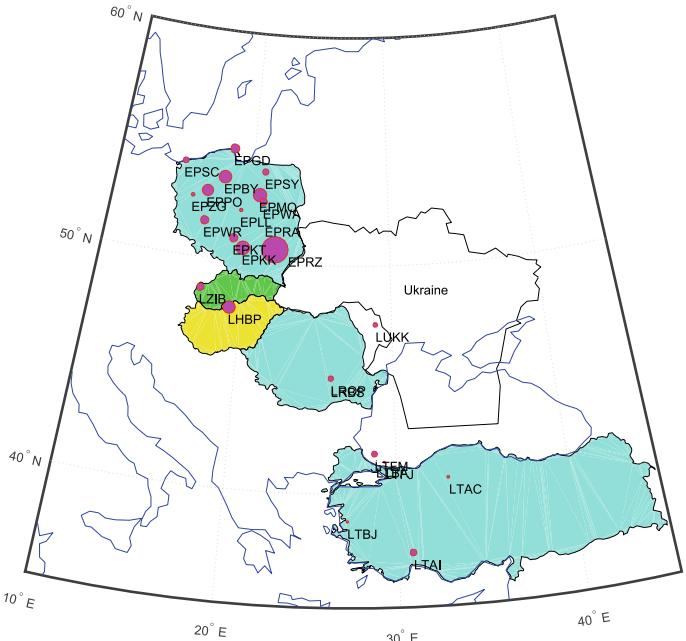 60° N
EPGD
EPSC
EPSY
EPBY
EPPO
EPZG
EPMO
EPWA
EPLL
EPWR
EPRA
EPKT
EPKK
EPRZ
50° N
Ukraine
LZIB
LHBP
LUKK
LROP
40° N
LTFM
LTFJ
LTAC
LTBJ
LTAI
10° E
20° E
30° E
40° E